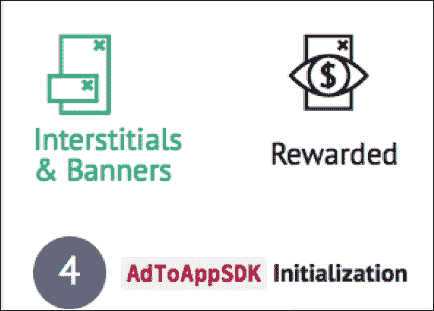 Interstitials
& Banners
$
Rewarded
4
AdToAppSDK Initialization